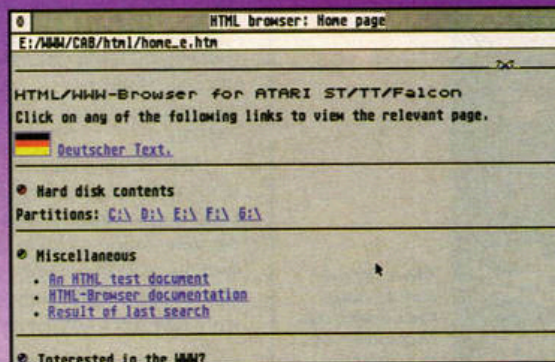 HTML browser: Home page
E:/WWW/CAB/html/home_e.htm
HTML/WWW-Browser for ATARI ST/TT/Falcon
Click on any of the following links to view the relevant page.
Deutscher Text.
Hard disk contents
Partitions: C:\ D:\ E:\ F:\ G:\
Miscellaneous
• An HTML test document
• HTML-Browser documentation
• Result of last search
Interested in the WWW?